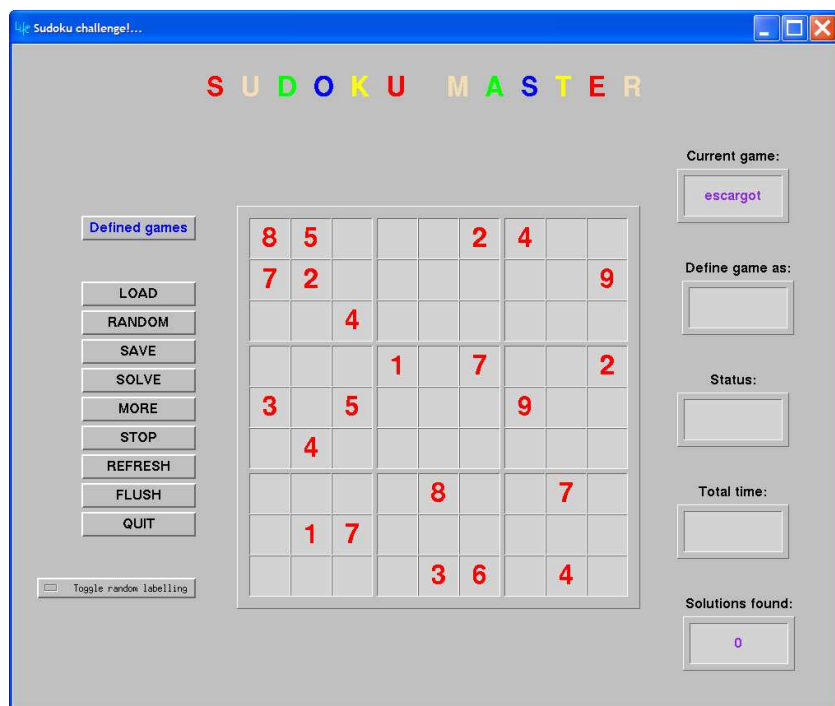 Sudoku challenge!...
SUDOKU MASTER
Current game:
escargot
Defined games
Define game as:
LOAD
RANDOM
SAVE
SOLVE
MORE
STOP
REFRESH
FLUSH
QUIT
Toggle random labelling
8 5 2 4
7 2 9
4
1 7 2
3 5 9
4
8 7
1 7
3 6 4
Status:
Total time:
Solutions found:
0